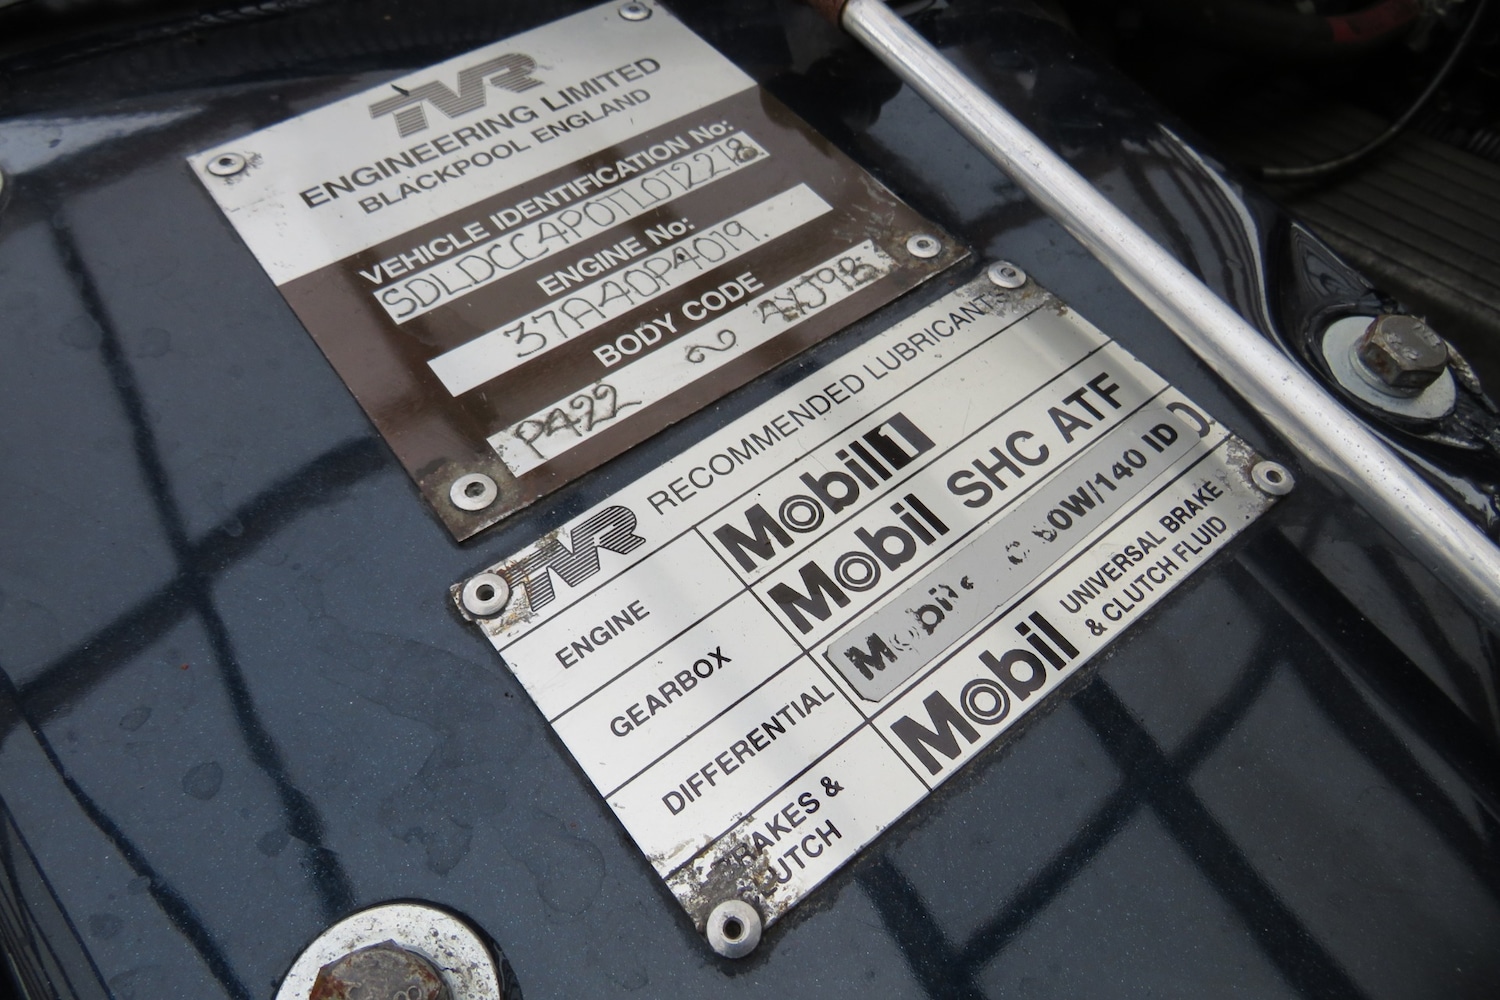 TVR
ENGINEERING LIMITED
BLACKPOOL ENGLAND
VEHICLE IDENTIFICATION No:
SDLDCC4P0TL012218
ENGINE No:
37A40P4019.
BODY CODE
P422
TVR RECOMMENDED LUBRICANTS
ENGINE Mobil 1
GEARBOX Mobil SHC ATF
DIFFERENTIAL 140 ID
BRAKES & CLUTCH Mobil UNIVERSAL BRAKE
& CLUTCH FLUID